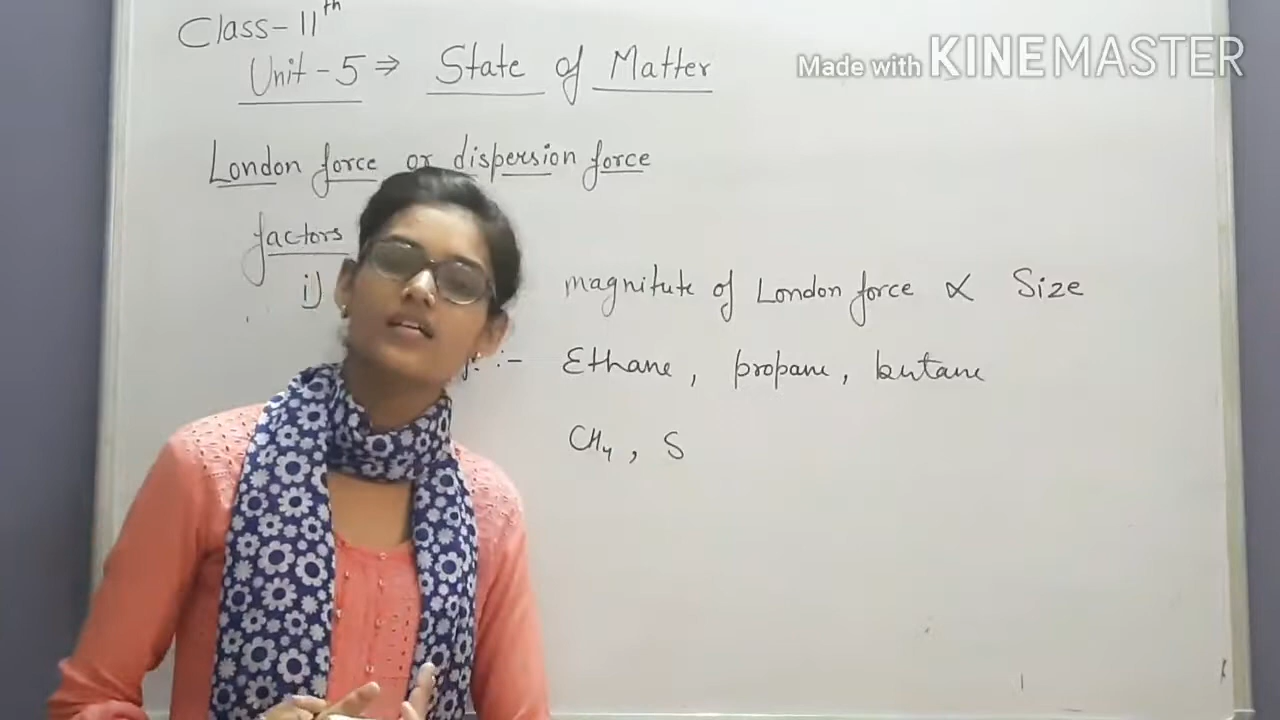 Class-11th
Unit-5 ⇒ State of Matter
Made with KINEMASTER
London force or dispersion force
factors
i) magnitute of London force ∝ Size
:- Ethane, propane, butane
CH4, S